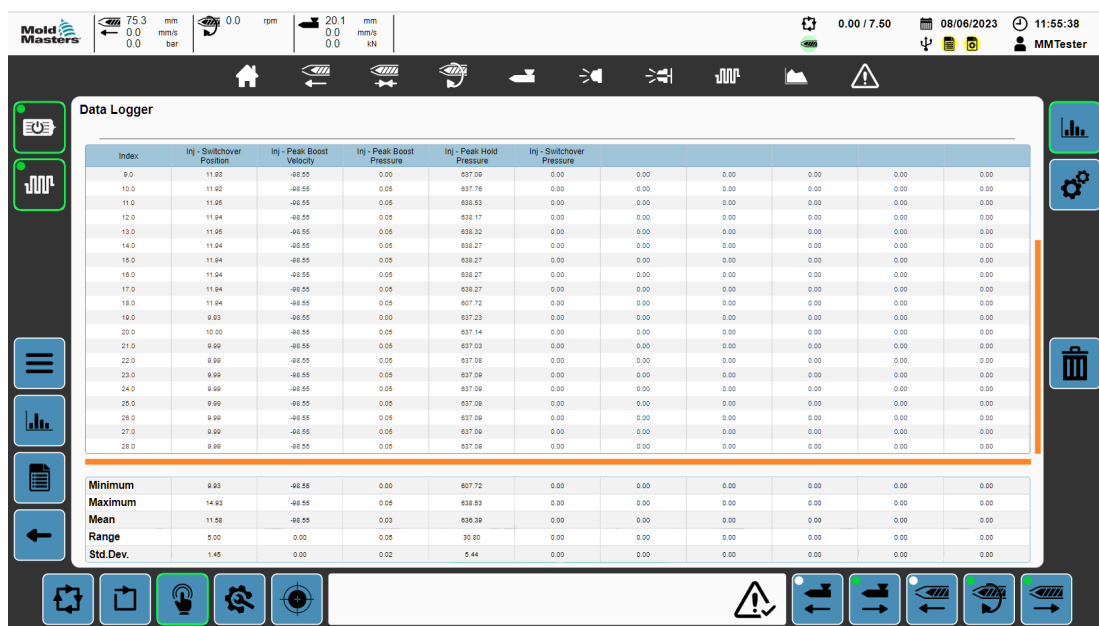 Mold Masters
75.3 mm
0.0 mm/s
0.0 bar
0.0 rpm
20.1 mm
0.0 mm/s
0.0 kN
0.00 / 7.50
08/06/2023
11:55:38
MMTester
Data Logger
Index Inj - Switchover Position Inj - Peak Boost Velocity Inj - Peak Boost Pressure Inj - Peak Hold Pressure Inj - Switchover Pressure
9.0 11.93 -98.55 0.00 637.09 0.00 0.00 0.00 0.00 0.00 0.00
10.0 11.92 -98.55 0.05 637.76 0.00 0.00 0.00 0.00 0.00 0.00
11.0 11.95 -98.55 0.05 638.53 0.00 0.00 0.00 0.00 0.00 0.00
12.0 11.94 -98.55 0.05 638.17 0.00 0.00 0.00 0.00 0.00 0.00
13.0 11.95 -98.55 0.05 638.32 0.00 0.00 0.00 0.00 0.00 0.00
14.0 11.94 -98.55 0.05 638.27 0.00 0.00 0.00 0.00 0.00 0.00
15.0 11.94 -98.55 0.05 638.27 0.00 0.00 0.00 0.00 0.00 0.00
16.0 11.94 -98.55 0.05 638.27 0.00 0.00 0.00 0.00 0.00 0.00
17.0 11.94 -98.55 0.05 638.27 0.00 0.00 0.00 0.00 0.00 0.00
18.0 11.94 -98.55 0.05 607.72 0.00 0.00 0.00 0.00 0.00 0.00
19.0 9.93 -98.55 0.00 637.23 0.00 0.00 0.00 0.00 0.00 0.00
20.0 10.00 -98.55 0.05 637.14 0.00 0.00 0.00 0.00 0.00 0.00
21.0 9.99 -98.55 0.05 637.03 0.00 0.00 0.00 0.00 0.00 0.00
22.0 9.99 -98.55 0.05 637.08 0.00 0.00 0.00 0.00 0.00 0.00
23.0 9.99 -98.55 0.05 637.09 0.00 0.00 0.00 0.00 0.00 0.00
24.0 9.99 -98.55 0.05 637.09 0.00 0.00 0.00 0.00 0.00 0.00
25.0 9.99 -98.55 0.05 637.09 0.00 0.00 0.00 0.00 0.00 0.00
26.0 9.99 -98.55 0.05 637.09 0.00 0.00 0.00 0.00 0.00 0.00
27.0 9.99 -98.55 0.05 637.09 0.00 0.00 0.00 0.00 0.00 0.00
28.0 9.99 -98.55 0.05 637.09 0.00 0.00 0.00 0.00 0.00 0.00
Minimum 9.93 -98.55 0.00 607.72 0.00 0.00 0.00 0.00 0.00 0.00
Maximum 14.93 -98.55 0.05 638.53 0.00 0.00 0.00 0.00 0.00 0.00
Mean 11.58 -98.55 0.03 636.39 0.00 0.00 0.00 0.00 0.00 0.00
Range 5.00 0.00 0.05 30.80 0.00 0.00 0.00 0.00 0.00 0.00
Std.Dev. 1.45 0.00 0.02 5.44 0.00 0.00 0.00 0.00 0.00 0.00